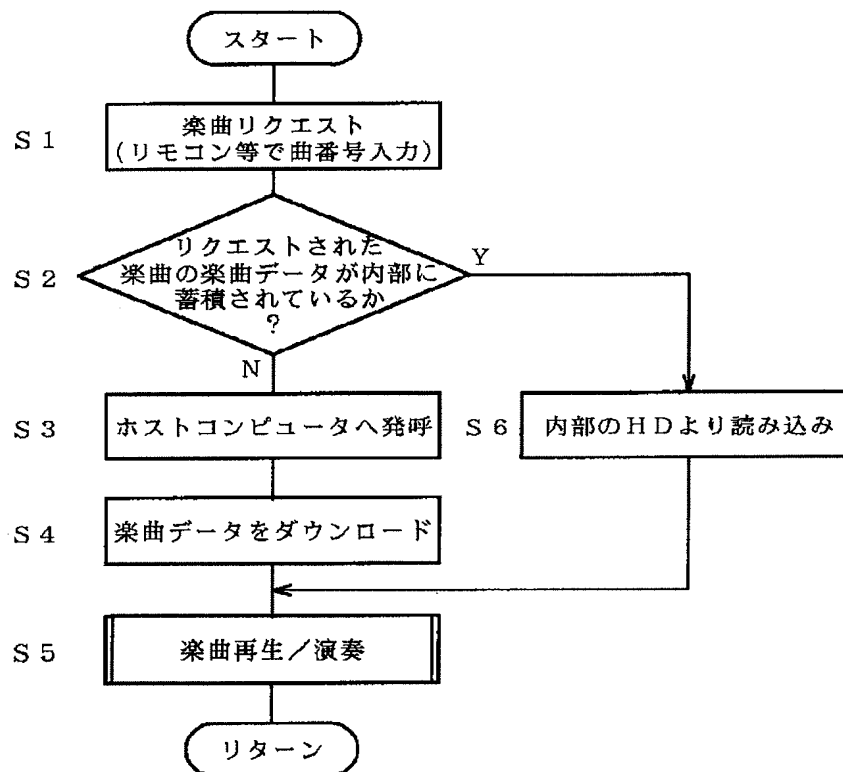 スタート
S1
楽曲リクエスト
(リモコン等で曲番号入力)
S2
リクエストされた
楽曲の楽曲データが内部に
蓄積されているか
?
Y
N
S3
ホストコンピュータへ発呼
S6
内部のHDより読み込み
S4
楽曲データをダウンロード
S5
楽曲再生/演奏
リターン